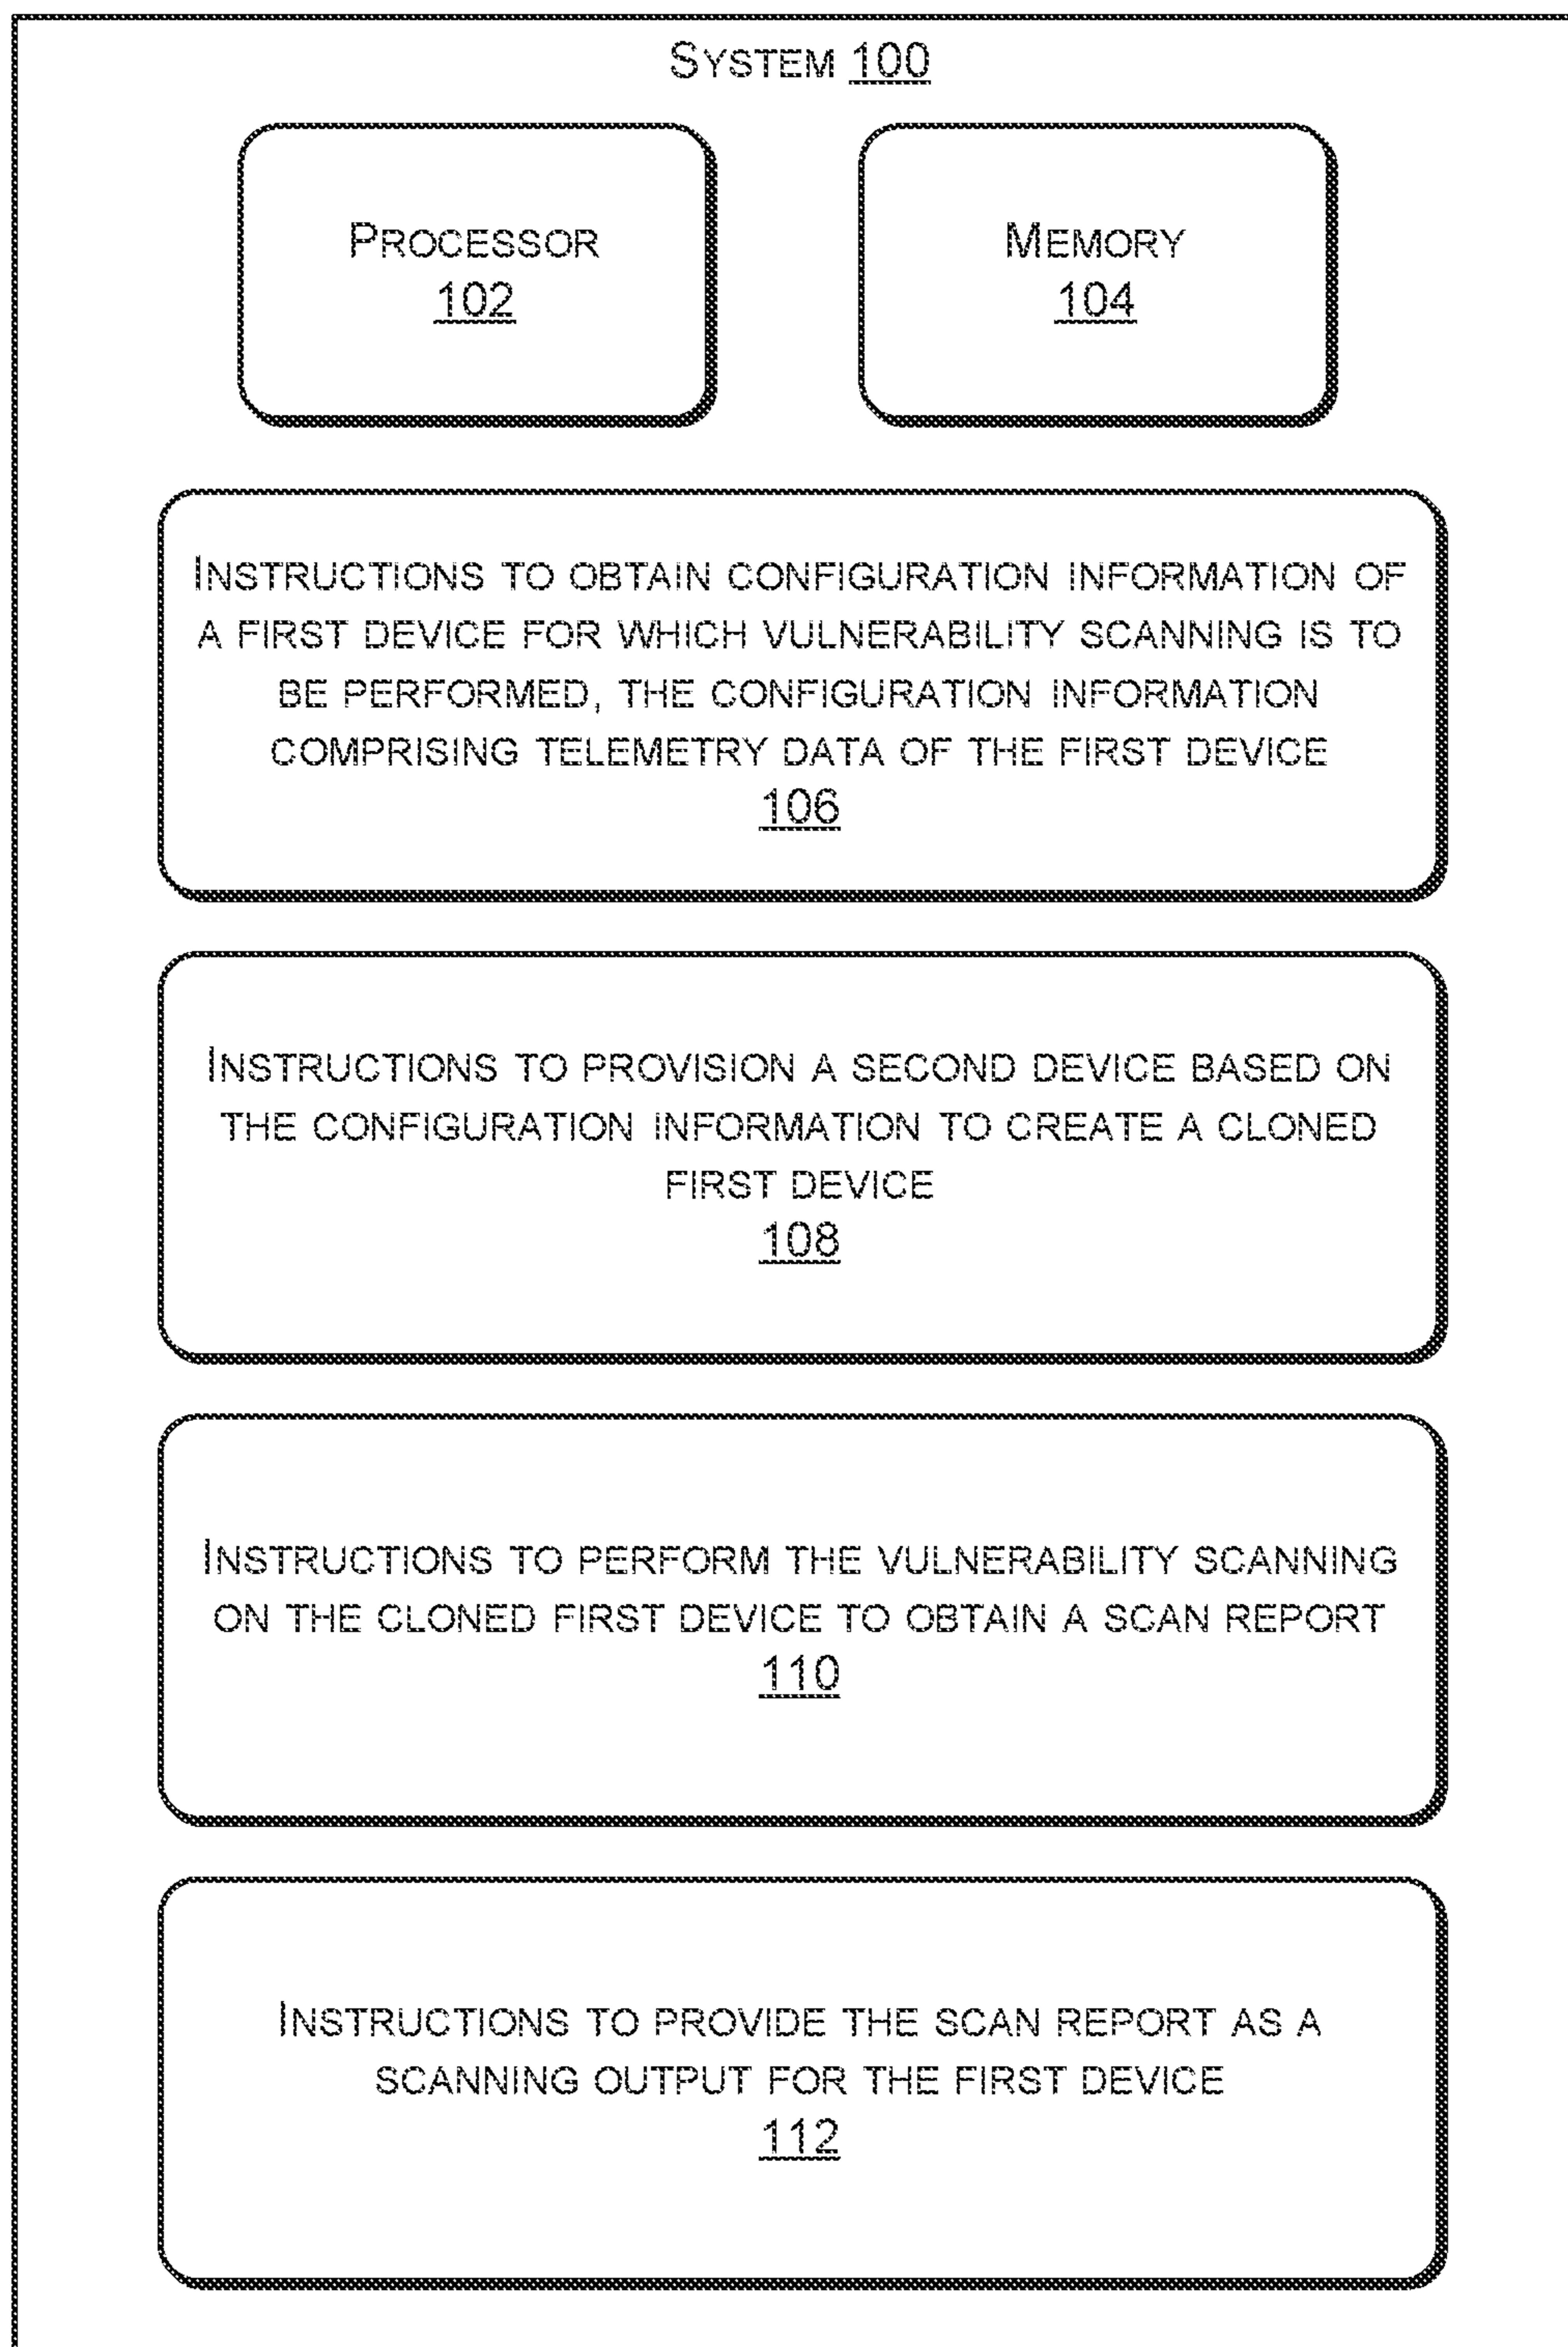 SYSTEM 100
PROCESSOR
102
MEMORY
104
INSTRUCTIONS TO OBTAIN CONFIGURATION INFORMATION OF
A FIRST DEVICE FOR WHICH VULNERABILITY SCANNING IS TO
BE PERFORMED, THE CONFIGURATION INFORMATION
COMPRISING TELEMETRY DATA OF THE FIRST DEVICE
106
INSTRUCTIONS TO PROVISION A SECOND DEVICE BASED ON
THE CONFIGURATION INFORMATION TO CREATE A CLONED
FIRST DEVICE
108
INSTRUCTIONS TO PERFORM THE VULNERABILITY SCANNING
ON THE CLONED FIRST DEVICE TO OBTAIN A SCAN REPORT
110
INSTRUCTIONS TO PROVIDE THE SCAN REPORT AS A
SCANNING OUTPUT FOR THE FIRST DEVICE
112